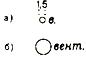 1,5
а) в.
б) вент.